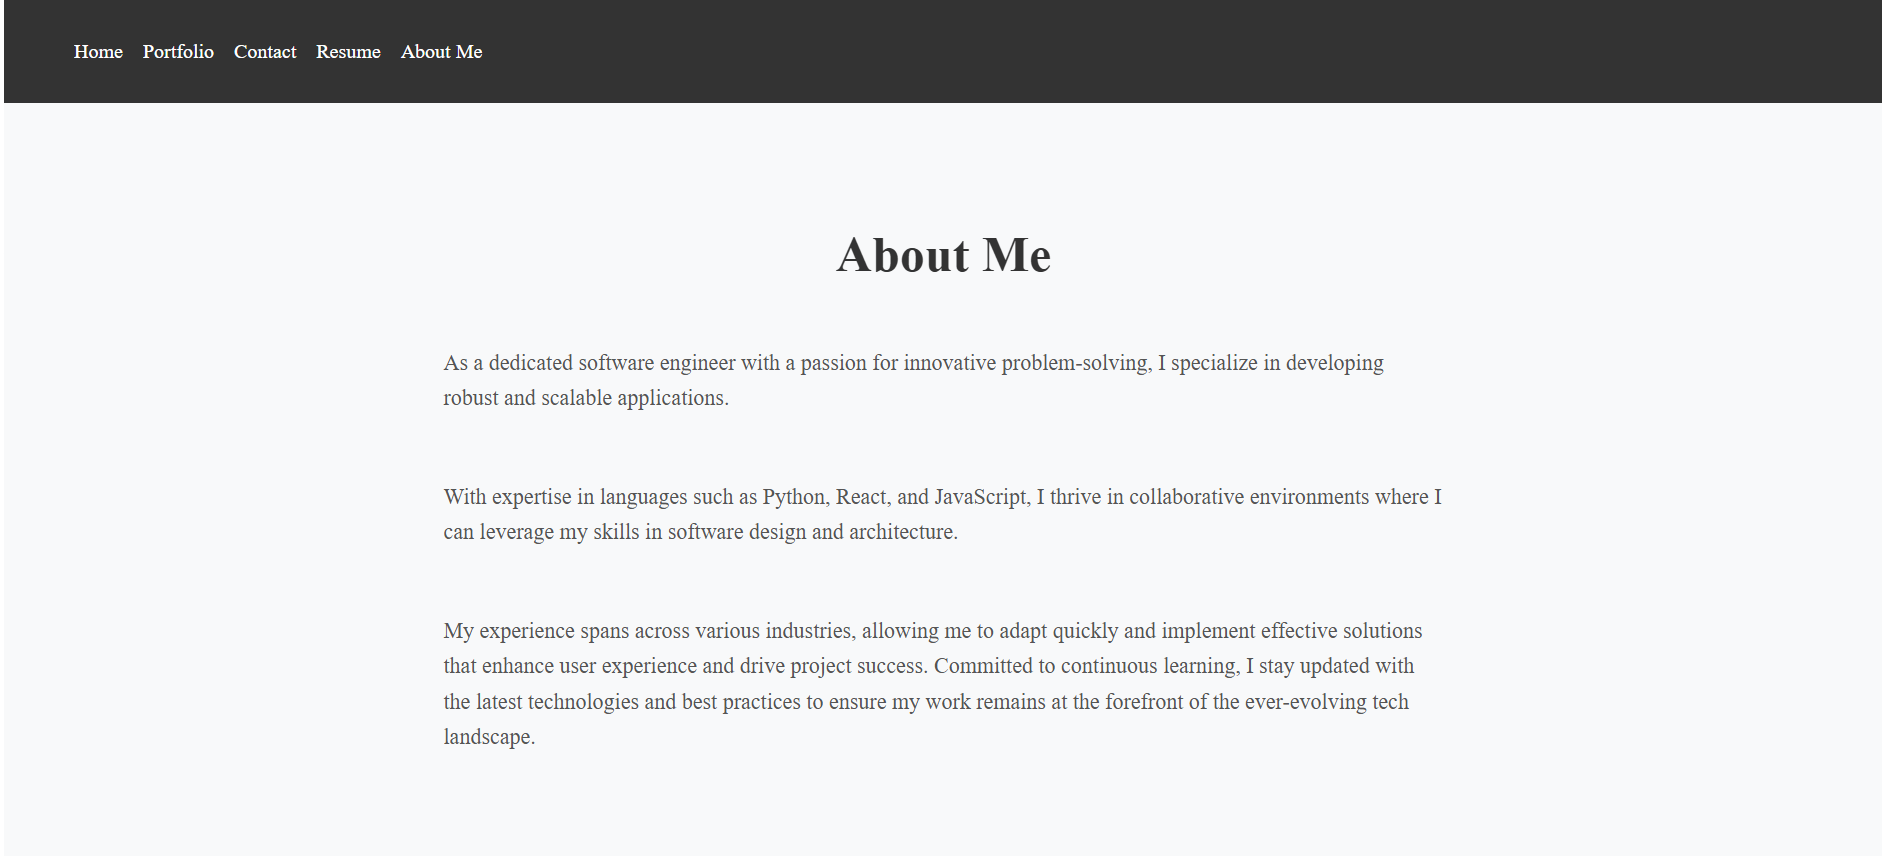 Home Portfolio Contact Resume About Me
About Me
As a dedicated software engineer with a passion for innovative problem-solving, I specialize in developing
robust and scalable applications.
With expertise in languages such as Python, React, and JavaScript, I thrive in collaborative environments where I
can leverage my skills in software design and architecture.
My experience spans across various industries, allowing me to adapt quickly and implement effective solutions
that enhance user experience and drive project success. Committed to continuous learning, I stay updated with
the latest technologies and best practices to ensure my work remains at the forefront of the ever-evolving tech
landscape.